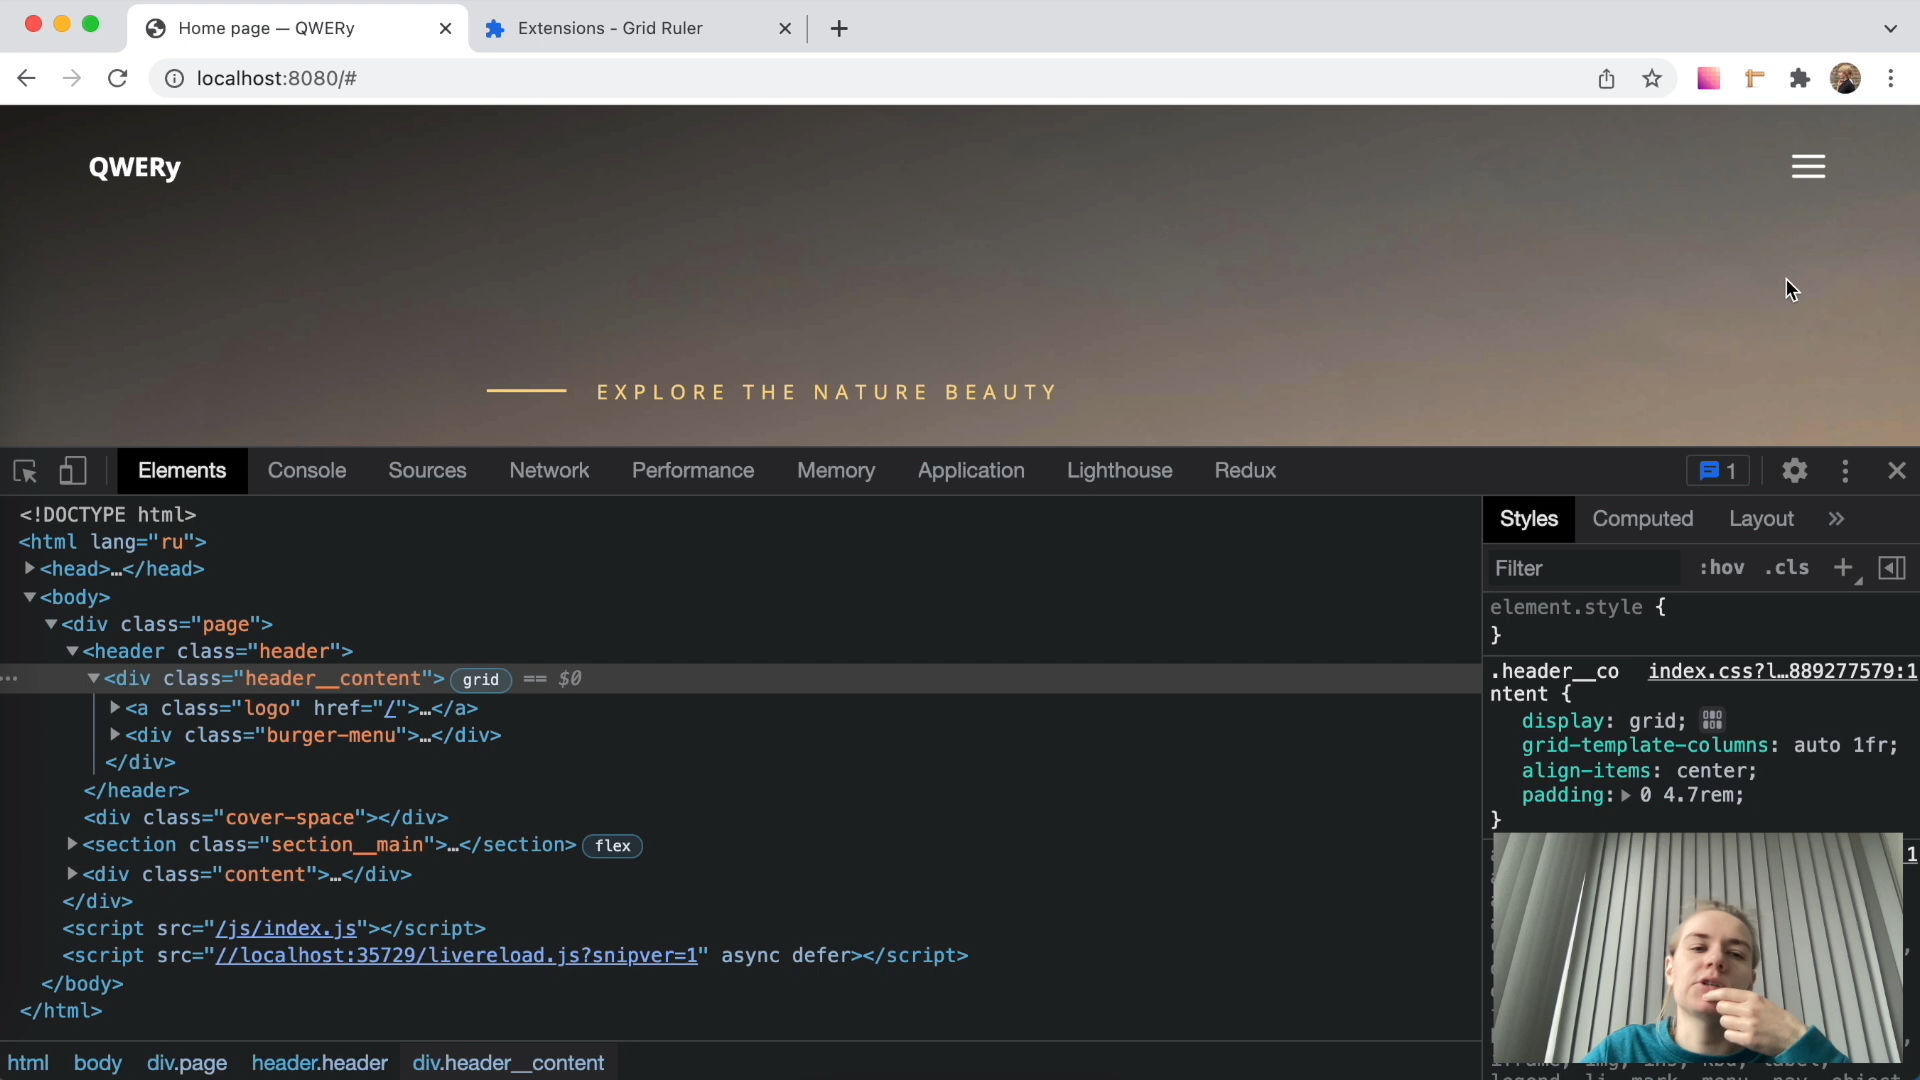 Home page — QWERy
Extensions - Grid Ruler
localhost:8080/#
QWERy
EXPLORE THE NATURE BEAUTY
Elements Console Sources Network Performance Memory Application Lighthouse Redux
1
<!DOCTYPE html>
<html lang="ru">
<head>…</head>
<body>
<div class="page">
<header class="header">
<div class="header__content"> grid == $0
<a class="logo" href="/">…</a>
<div class="burger-menu">…</div>
</div>
</header>
<div class="cover-space"></div>
<section class="section__main">…</section> flex
<div class="content">…</div>
</div>
<script src="/js/index.js"></script>
<script src="//localhost:35729/livereload.js?snipver=1" async defer></script>
</body>
</html>
html body div.page header.header div.header__content
Styles Computed Layout »
Filter :hov .cls +
element.style {
}
.header__co index.css?l…889277579:1
ntent {
display: grid;
grid-template-columns: auto 1fr;
align-items: center;
padding: 0 4.7rem;
}
1